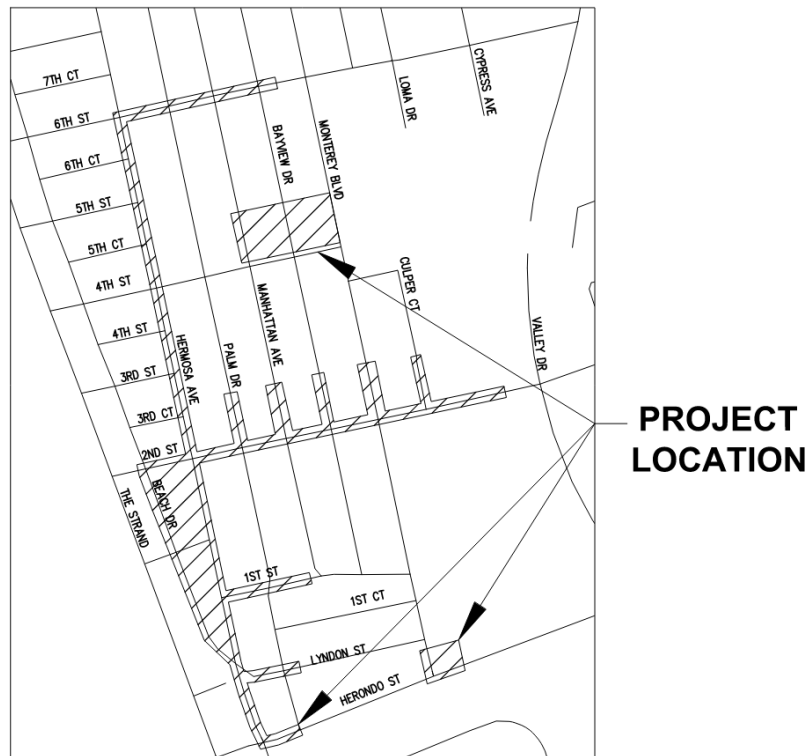 7TH CT
6TH ST
6TH CT
5TH ST
5TH CT
4TH ST
4TH ST
3RD ST
3RD CT
2ND ST
THE STRAND
BEACH DR
HERMOSA AVE
PALM DR
MANHATTAN AVE
BAYVIEW DR
MONTEREY BLVD
LOMA DR
CYPRESS AVE
CULPER CT
VALLEY DR
1ST ST
1ST CT
LYNDON ST
HERONDO ST
PROJECT
LOCATION